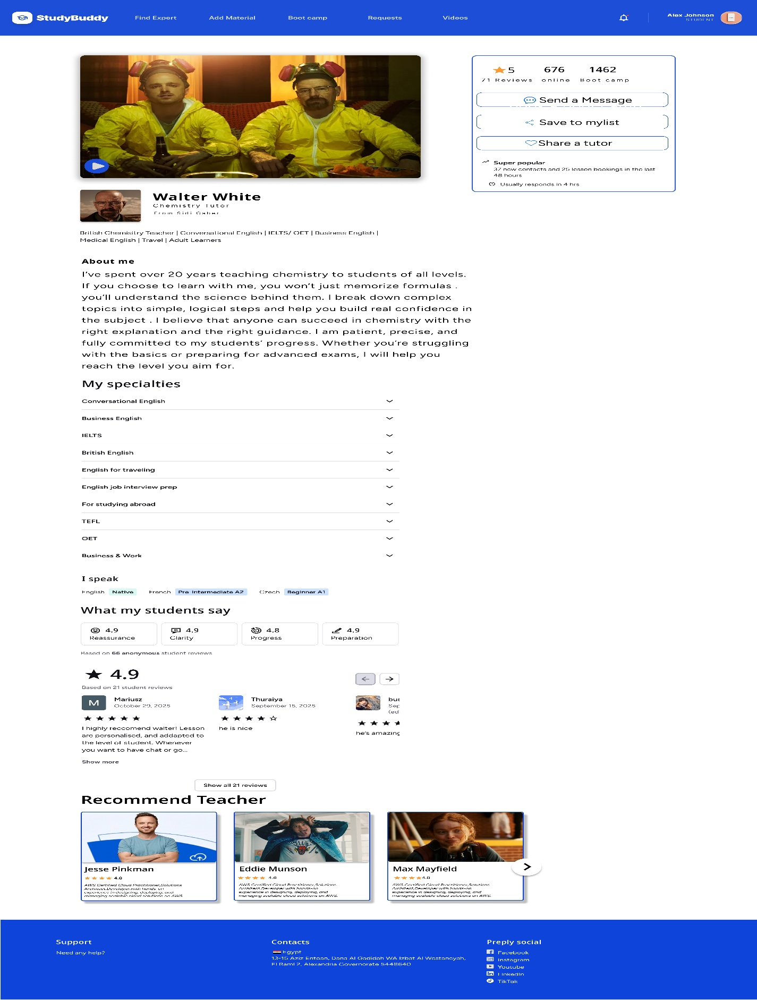 StudyBuddy
Find Expert
Add Material
Boot camp
Requests
Videos
Alex Johnson
STUDENT
5
71 Reviews
676
online
1462
Boot camp
Send a Message
Save to mylist
Share a tutor
Super popular
37 new contacts and 25 lesson bookings in the last
48 hours
Usually responds in 4 hrs
Walter White
Chemistry Tutor
From Sidi Gaber
British Chemisitry Teacher | Conversational English | IELTS/ OET | Business English |
Medical English | Travel | Adult Learners
About me
I’ve spent over 20 years teaching chemistry to students of all levels.
If you choose to learn with me, you won’t just memorize formulas .
you’ll understand the science behind them. I break down complex
topics into simple, logical steps and help you build real confidence in
the subject . I believe that anyone can succeed in chemistry with the
right explanation and the right guidance. I am patient, precise, and
fully committed to my students’ progress. Whether you’re struggling
with the basics or preparing for advanced exams, I will help you
reach the level you aim for.
My specialties
Conversational English
Business English
IELTS
British English
English for traveling
English job interview prep
For studying abroad
TEFL
OET
Business & Work
I speak
English Native French Pre-Intermediate A2 Czech Beginner A1
What my students say
4.9
Reassurance
4.9
Clarity
4.8
Progress
4.9
Preparation
Based on 66 anonymous student reviews
4.9
Based on 21 student reviews
M
Mariusz
October 29, 2025
I highly reccomend walter! Lesson
are personalised, and addapted to
the level of student. Whenever
you want to have chat or go...
Show more
Thuraiya
September 15, 2025
he is nice
bus
Sep
(edi
he's amazing
Show all 21 reviews
Recommend Teacher
Jesse Pinkman
4.0
AWS Certified Cloud Practitioner,Solutions
Architect,Developer,with hands-on
experience in designing, deploying, and
managing scalable cloud solutions on AWS.
Eddie Munson
4.0
AWS Certified Cloud Practitioner,Solutions
Architect,Developer with hands-on
experience in designing, deploying, and
managing scalable cloud solutions on AWS.
Max Mayfield
4.0
AWS Certified Cloud Practitioner,Solutions
Architect,Developer with hands-on
experience in designing, deploying, and
managing scalable cloud solutions on AWS.
Support
Need any help?
Contacts
Egypt
13-15 Aziz Entoan, Dana Al Gadidah WA Izbat Al Westaneyah,
El Raml 2, Alexandria Governorate 5448640
Preply social
Facebook
Instagram
Youtube
LinkedIn
TikTok